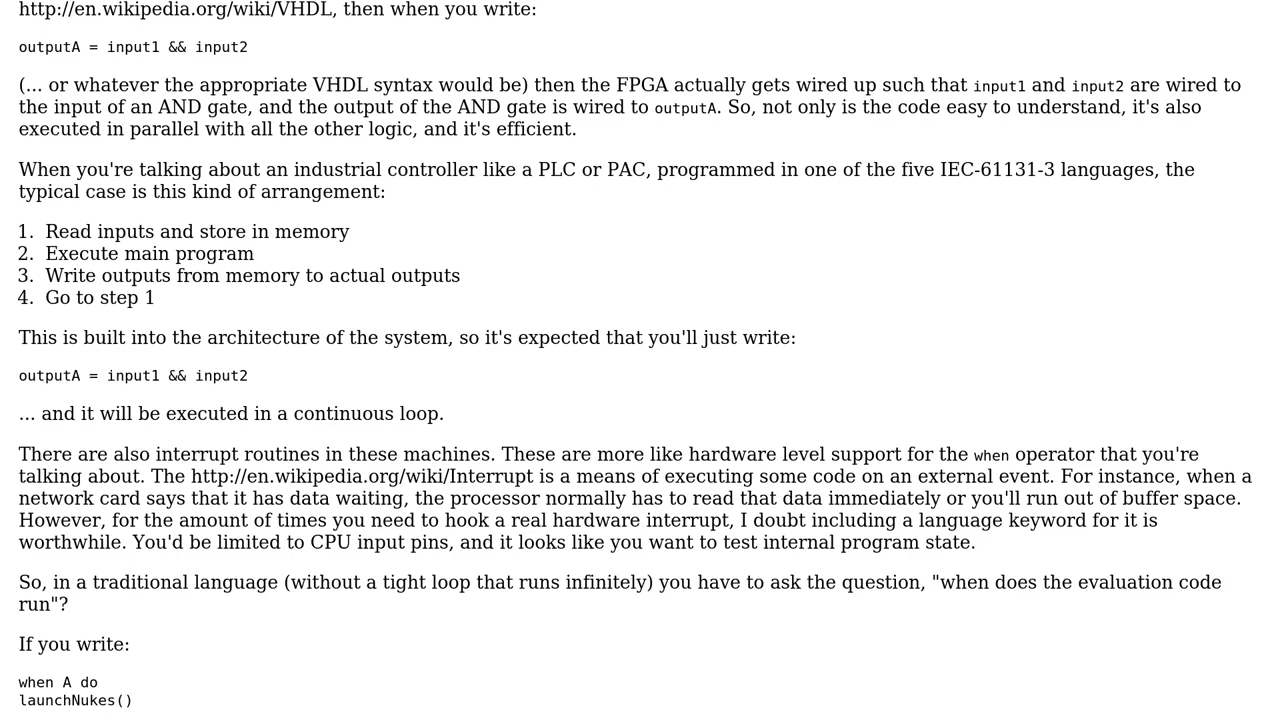 http://en.wikipedia.org/wiki/VHDL, then when you write:
outputA = input1 && input2
(... or whatever the appropriate VHDL syntax would be) then the FPGA actually gets wired up such that input1 and input2 are wired to
the input of an AND gate, and the output of the AND gate is wired to outputA. So, not only is the code easy to understand, it's also
executed in parallel with all the other logic, and it's efficient.
When you're talking about an industrial controller like a PLC or PAC, programmed in one of the five IEC-61131-3 languages, the
typical case is this kind of arrangement:
1. Read inputs and store in memory
2. Execute main program
3. Write outputs from memory to actual outputs
4. Go to step 1
This is built into the architecture of the system, so it's expected that you'll just write:
outputA = input1 && input2
... and it will be executed in a continuous loop.
There are also interrupt routines in these machines. These are more like hardware level support for the when operator that you're
talking about. The http://en.wikipedia.org/wiki/Interrupt is a means of executing some code on an external event. For instance, when a
network card says that it has data waiting, the processor normally has to read that data immediately or you'll run out of buffer space.
However, for the amount of times you need to hook a real hardware interrupt, I doubt including a language keyword for it is
worthwhile. You'd be limited to CPU input pins, and it looks like you want to test internal program state.
So, in a traditional language (without a tight loop that runs infinitely) you have to ask the question, "when does the evaluation code
run"?
If you write:
when A do
launchNukes()